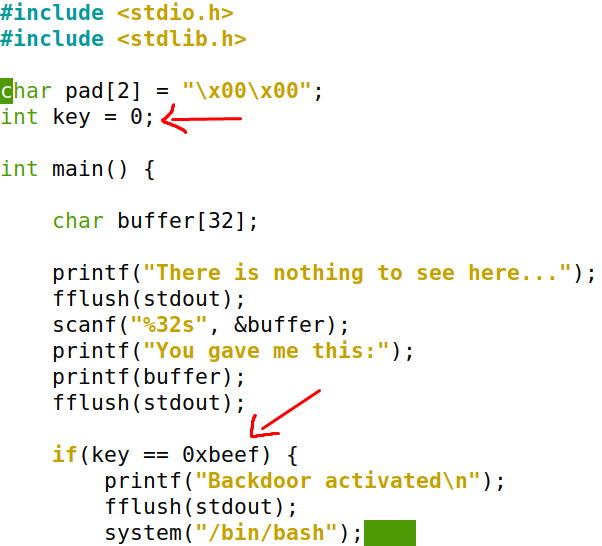 #include <stdio.h>
#include <stdlib.h>
char pad[2] = "\x00\x00";
int key = 0;
int main() {
char buffer[32];
printf("There is nothing to see here...");
fflush(stdout);
scanf("%32s", &buffer);
printf("You gave me this:");
printf(buffer);
fflush(stdout);
if(key == 0xbeef) {
printf("Backdoor activated\n");
fflush(stdout);
system("/bin/bash");